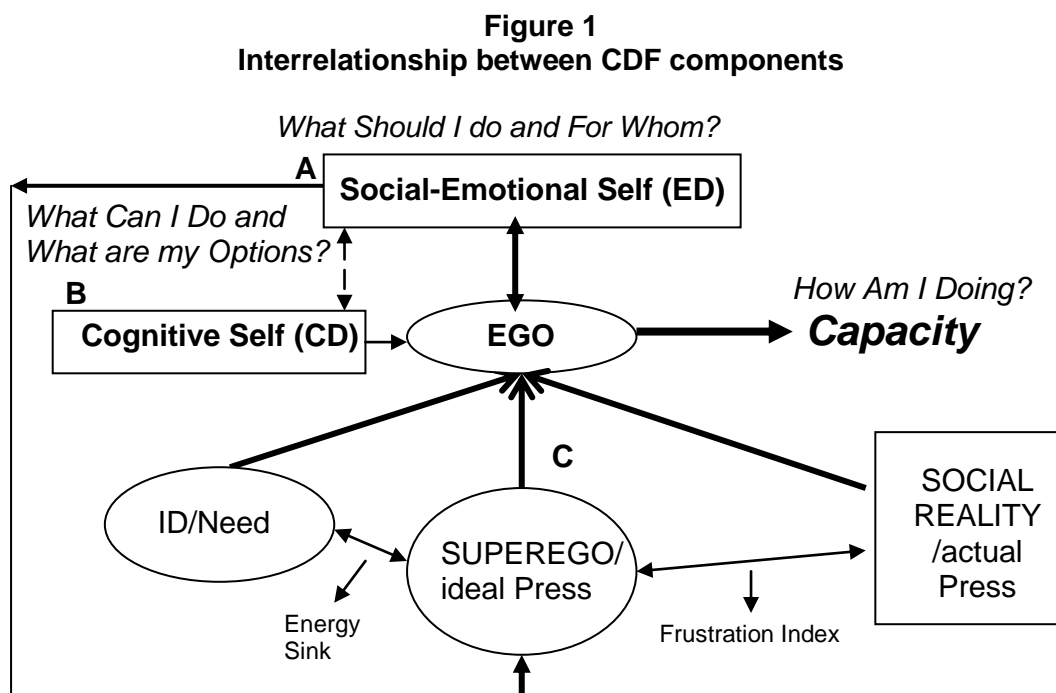 Figure 1
Interrelationship between CDF components
What Should I do and For Whom?
A
Social-Emotional Self (ED)
What Can I Do and
What are my Options?
B
Cognitive Self (CD)
EGO
How Am I Doing?
Capacity
C
ID/Need
SUPEREGO/
ideal Press
SOCIAL
REALITY
/actual
Press
Energy
Sink
Frustration Index